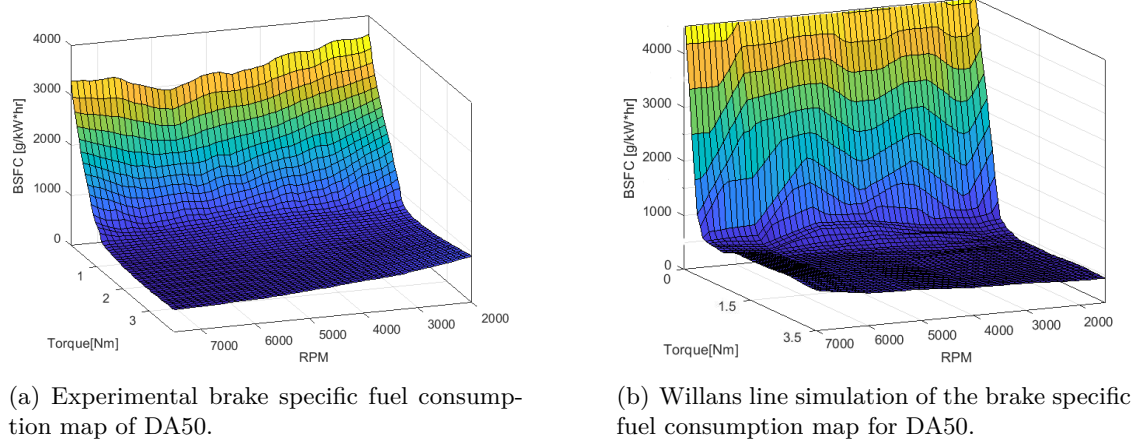 4000
3000
2000
1000
0
BSFC [g/kW*hr]
1
2
3
Torque[Nm]
7000
6000
5000
4000
3000
2000
RPM
(a) Experimental brake specific fuel consump-
tion map of DA50.
4000
3000
2000
1000
0
BSFC [g/kW*hr]
0
1.5
3.5
Torque[Nm]
7000
6000
5000
4000
3000
2000
RPM
(b) Willans line simulation of the brake specific
fuel consumption map for DA50.